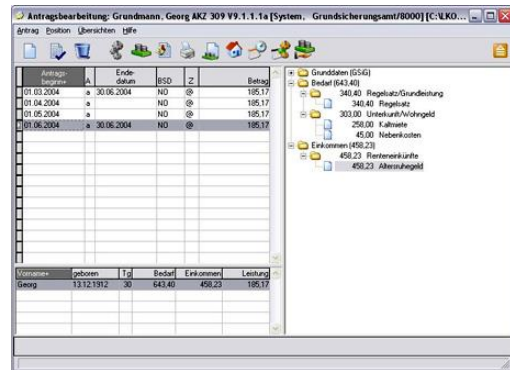 Antragsbearbeitung: Grundmann, Georg AKZ 309 V9.1.1.1a [System, Grundsicherungsamt/8000] [C:\LKO...
Antrag Position Übersichten Hilfe
Antrags-beginn+ A Ende-datum BSD Z Betrag
01.03.2004 a 30.06.2004 NO @ 185,17
01.04.2004 a NO @ 185,17
01.05.2004 a NO @ 185,17
01.06.2004 a 30.06.2004 NO @ 185,17
Grunddaten (GSiG)
Bedarf (643,40)
340,40 Regelsatz/Grundleistung
340,40 Regelsatz
303,00 Unterkunft/Wohngeld
258,00 Kaltmiete
45,00 Nebenkosten
Einkommen (458,23)
458,23 Renteneinkünfte
458,23 Altersruhegeld
Vorname+ geboren Tg Bedarf Einkommen Leistung
Georg 13.12.1912 30 643,40 458,23 185,17